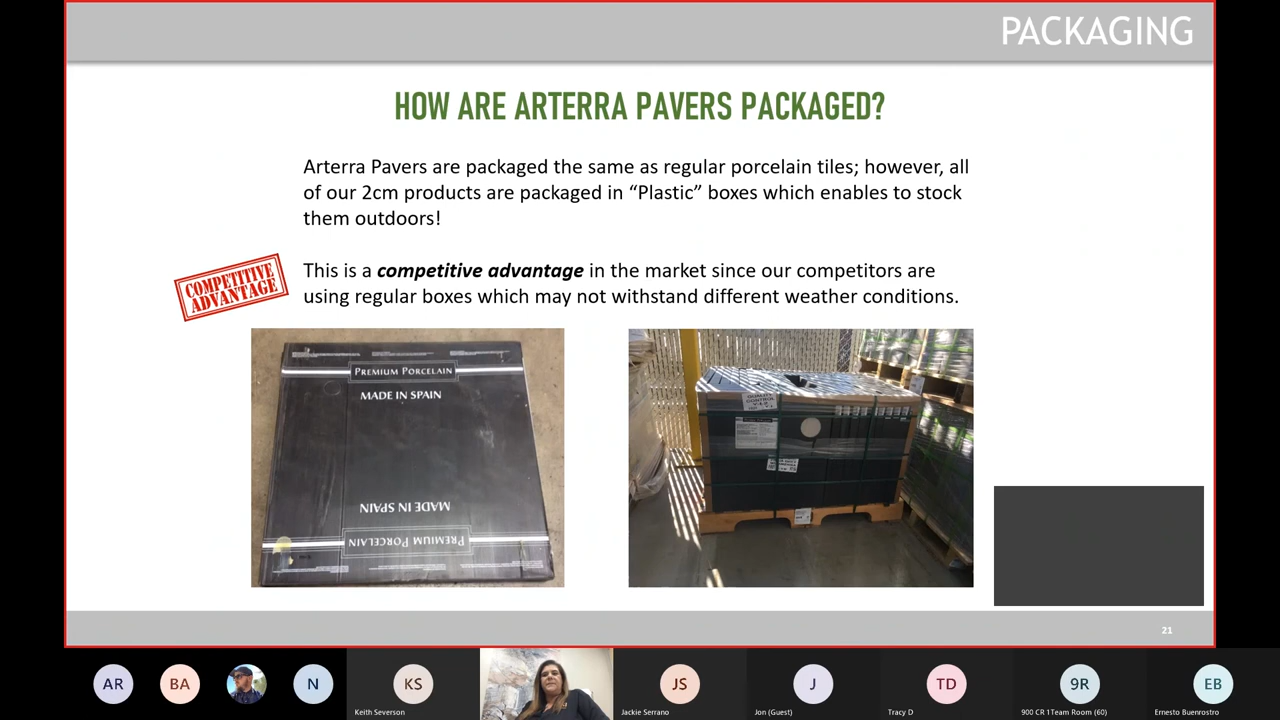 PACKAGING
HOW ARE ARTERRA PAVERS PACKAGED?
Arterra Pavers are packaged the same as regular porcelain tiles; however, all
of our 2cm products are packaged in “Plastic” boxes which enables to stock
them outdoors!
COMPETITIVE
ADVANTAGE
This is a competitive advantage in the market since our competitors are
using regular boxes which may not withstand different weather conditions.
PREMIUM PORCELAIN
MADE IN SPAIN
MADE IN SPAIN
PREMIUM PORCELAIN
QUALITY
CONTROL
21
AR
BA
N
KS
JS
J
TD
9R
EB
Keith Severson
Jackie Serrano
Jon (Guest)
Tracy D
900 CR 1Team Room (60)
Ernesto Buenrostro